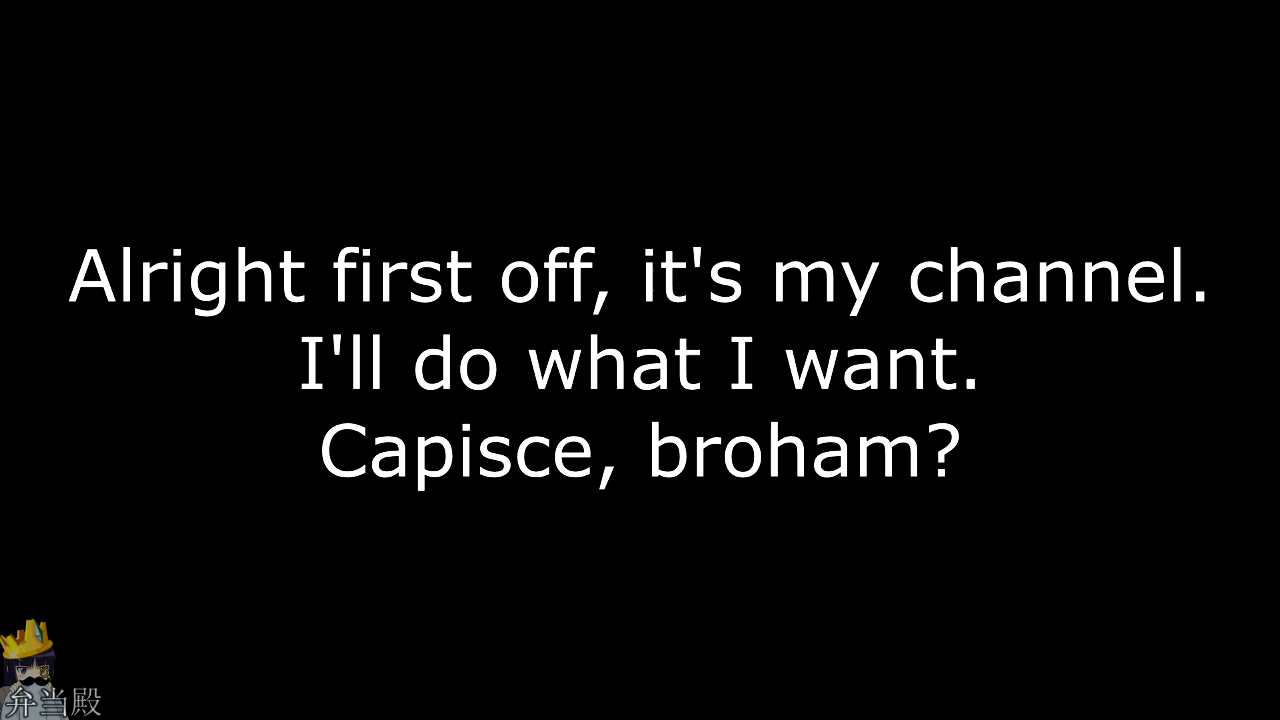 Alright first off, it's my channel.
I'll do what I want.
Capisce, broham?
弁当殿